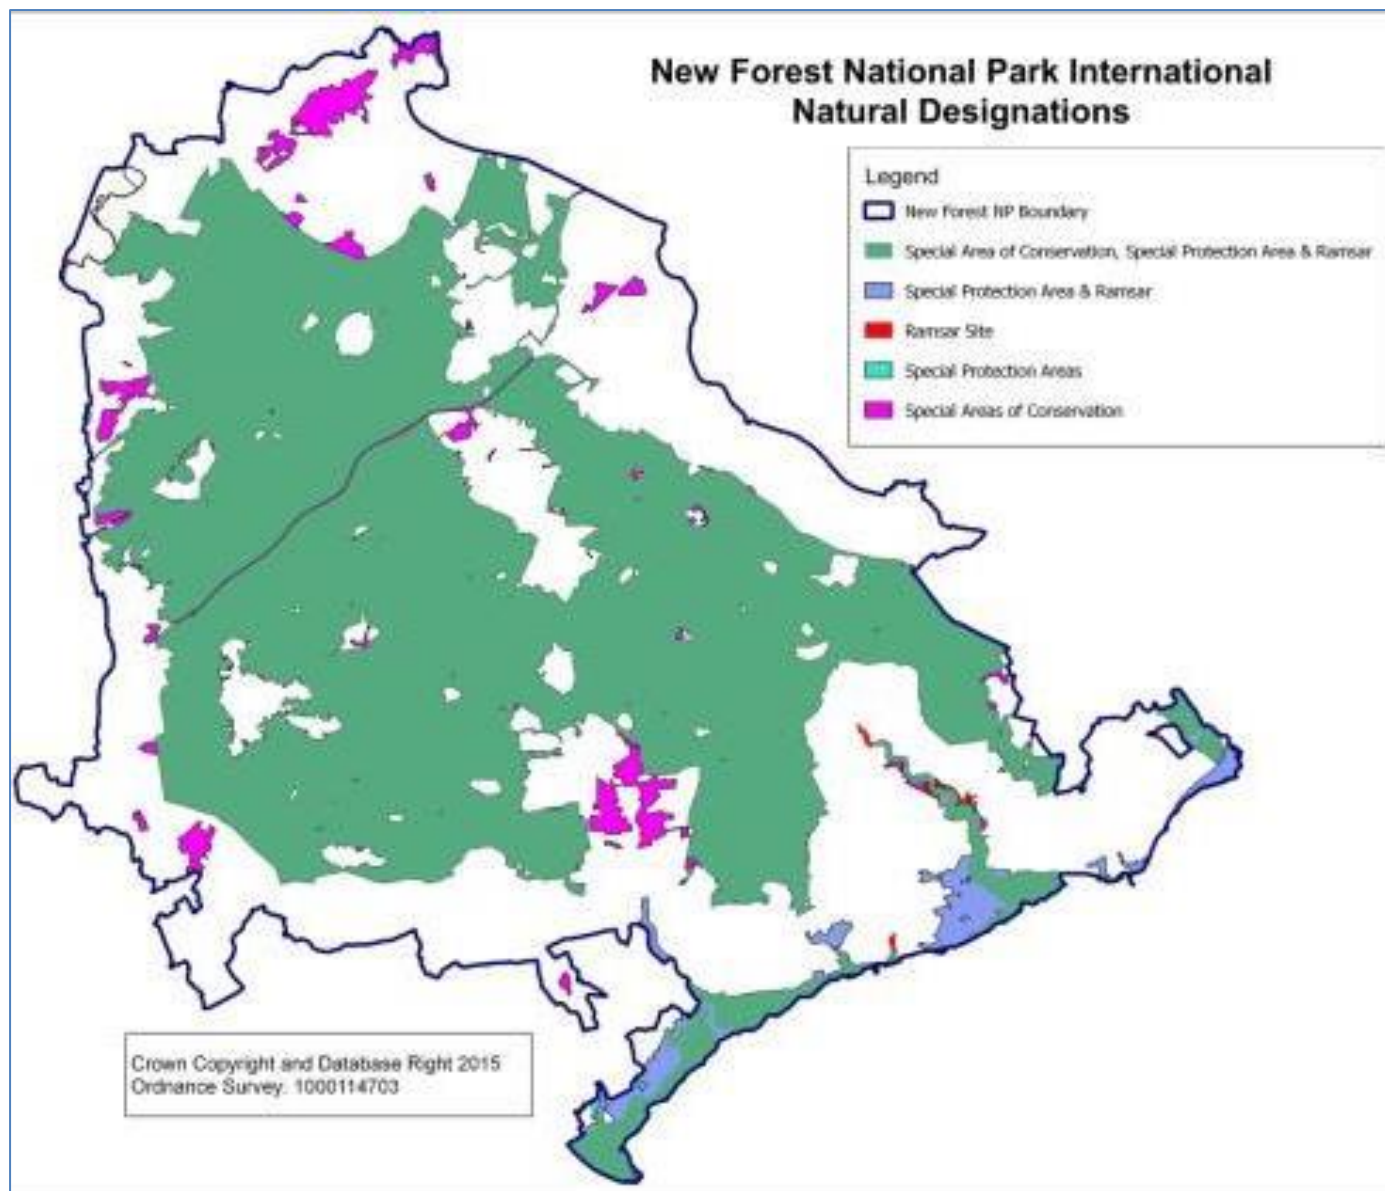 New Forest National Park International
Natural Designations
Legend
New Forest NP Boundary
Special Area of Conservation, Special Protection Area & Ramsar
Special Protection Area & Ramsar
Ramsar Site
Special Protection Areas
Special Areas of Conservation
Crown Copyright and Database Right 2015
Ordnance Survey. 1000114703